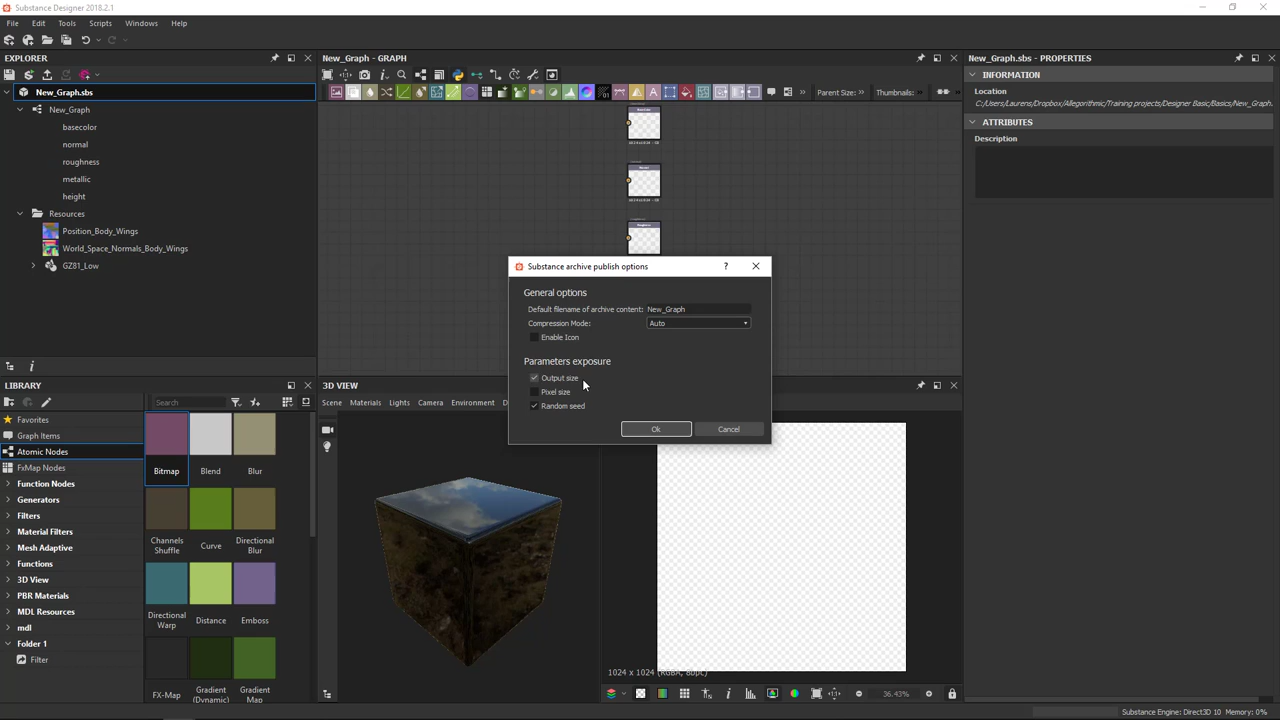 Substance Designer 2018.2.1
File Edit Tools Scripts Windows Help
EXPLORER
New_Graph.sbs
New_Graph
basecolor
normal
roughness
metallic
height
Resources
Position_Body_Wings
World_Space_Normals_Body_Wings
GZ81_Low
New_Graph - GRAPH
Parent Size:
Thumbnails:
New_Graph.sbs - PROPERTIES
INFORMATION
Location
C:/Users/Laurens/Dropbox/Allegorithmic/Training projects/Designer Basic/Basics/New_Graph.
ATTRIBUTES
Description
Substance archive publish options
General options
Default filename of archive content: New_Graph
Compression Mode: Auto
Enable Icon
Parameters exposure
Output size
Pixel size
Random seed
Ok Cancel
LIBRARY
Search
Favorites
Graph Items
Atomic Nodes
FxMap Nodes
Function Nodes
Generators
Filters
Material Filters
Mesh Adaptive
Functions
3D View
PBR Materials
MDL Resources
mdl
Folder 1
Filter
Bitmap Blend Blur
Channels Shuffle Curve Directional Blur
Directional Warp Distance Emboss
FX-Map Gradient (Dynamic) Gradient Map
3D VIEW
Scene Materials Lights Camera Environment D
1024 x 1024 (RGBA, 8bpc)
36.43%
Substance Engine: Direct3D 10 Memory: 0%